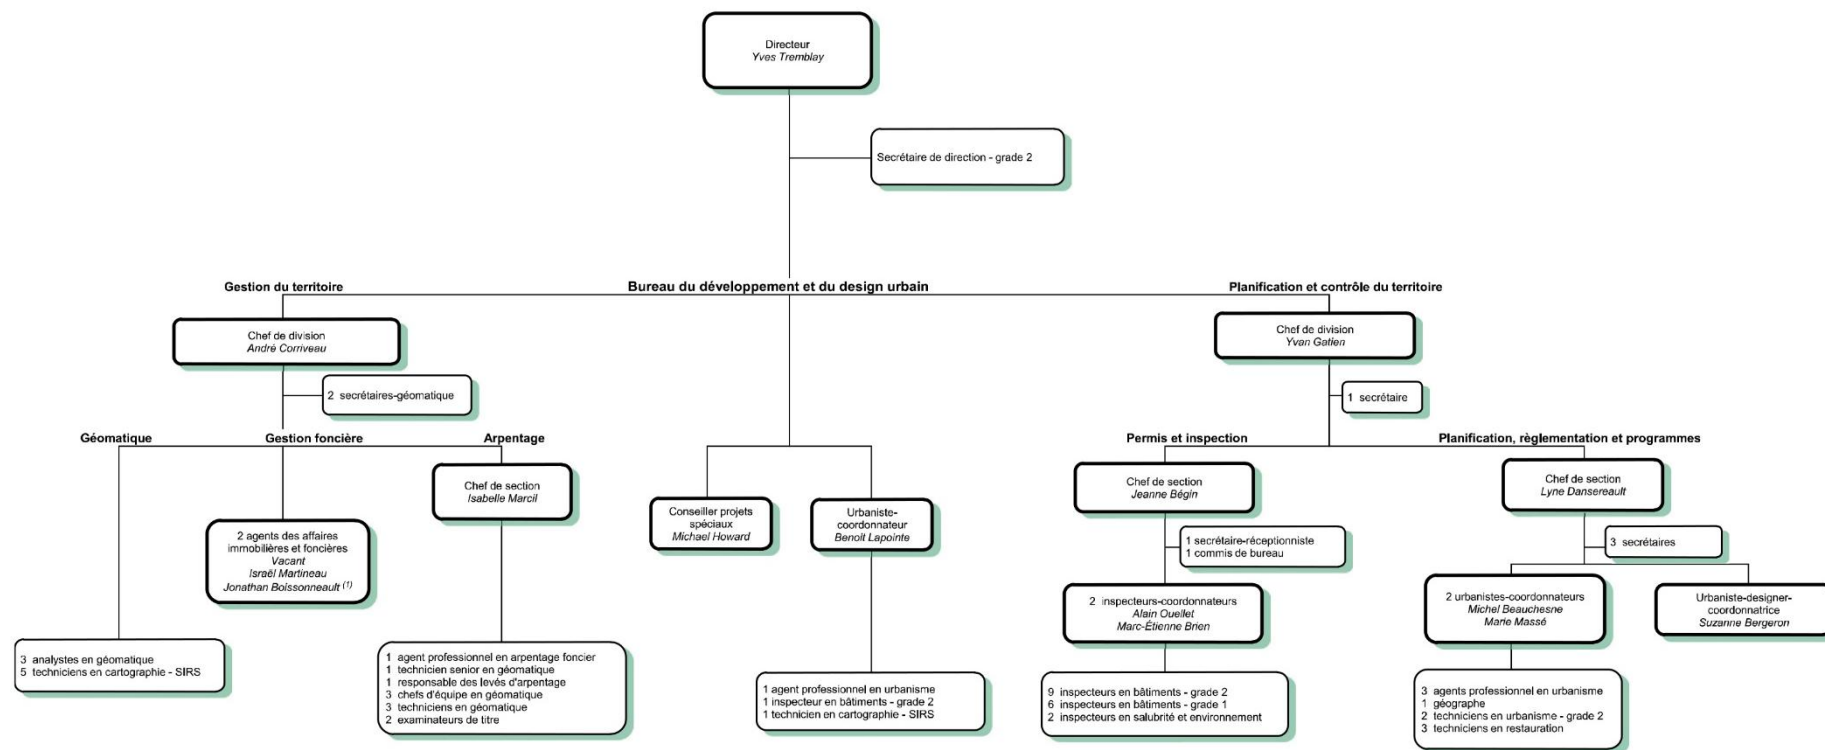 Directeur
Yves Tremblay
Secrétaire de direction - grade 2
Gestion du territoire
Bureau du développement et du design urbain
Planification et contrôle du territoire
Chef de division
André Corriveau
Chef de division
Yvan Gatien
2 secrétaires-géomatique
1 secrétaire
Géomatique
Gestion foncière
Arpentage
Permis et inspection
Planification, règlementation et programmes
Chef de section
Isabelle Marcil
Chef de section
Jeanne Bégin
Chef de section
Lyne Dansereault
2 agents des affaires
immobilières et foncières
Vacant
Israël Martineau
Jonathan Boissonneault (1)
Conseiller projets
spéciaux
Michael Howard
Urbaniste-
coordonnateur
Benoit Lapointe
1 secrétaire-réceptionniste
1 commis de bureau
3 secrétaires
2 inspecteurs-coordonnateurs
Alain Ouellet
Marc-Étienne Brien
2 urbanistes-coordonnateurs
Michel Beauchesne
Marie Massé
Urbaniste-designer-
coordonnatrice
Suzanne Bergeron
3 analystes en géomatique
5 techniciens en cartographie - SIRS
1 agent professionnel en arpentage foncier
1 technicien senior en géomatique
1 responsable des levés d'arpentage
3 chefs d'équipe en géomatique
3 techniciens en géomatique
2 examinateurs de titre
1 agent professionnel en urbanisme
1 inspecteur en bâtiments - grade 2
1 technicien en cartographie - SIRS
9 inspecteurs en bâtiments - grade 2
6 inspecteurs en bâtiments - grade 1
2 inspecteurs en salubrité et environnement
3 agents professionnel en urbanisme
1 géographe
2 techniciens en urbanisme - grade 2
3 techniciens en restauration